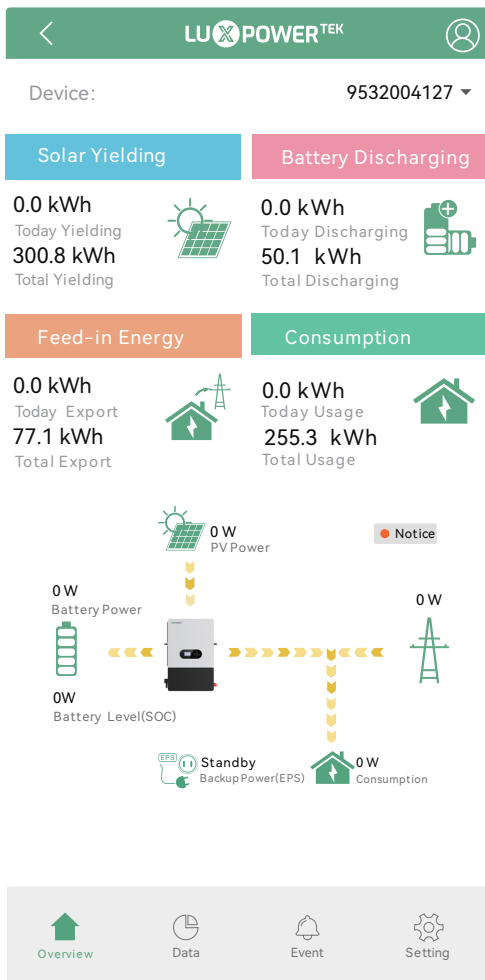 LUXPOWERTEK
Device:
9532004127
Solar Yielding
Battery Discharging
0.0 kWh
Today Yielding
300.8 kWh
Total Yielding
0.0 kWh
Today Discharging
50.1 kWh
Total Discharging
Feed-in Energy
Consumption
0.0 kWh
Today Export
77.1 kWh
Total Export
0.0 kWh
Today Usage
255.3 kWh
Total Usage
0 W
PV Power
Notice
0 W
Battery Power
0 W
0W
Battery Level(SOC)
EPS
Standby
Backup Power(EPS)
0 W
Consumption
Overview
Data
Event
Setting